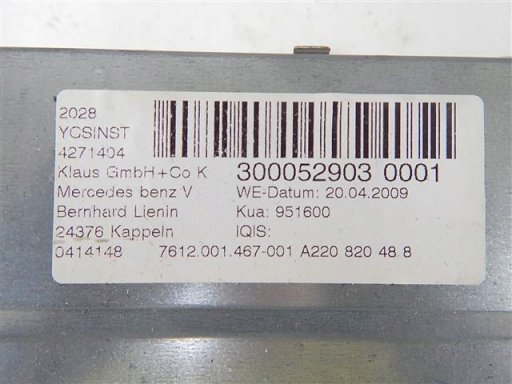 2028
YCSINST
4271404
Klaus GmbH+Co K 300052903 0001
Mercedes benz V WE-Datum: 20.04.2009
Bernhard Lienin Kua: 951600
24376 Kappeln IQIS:
0414148 7612.001.467-001 A220 820 48 8